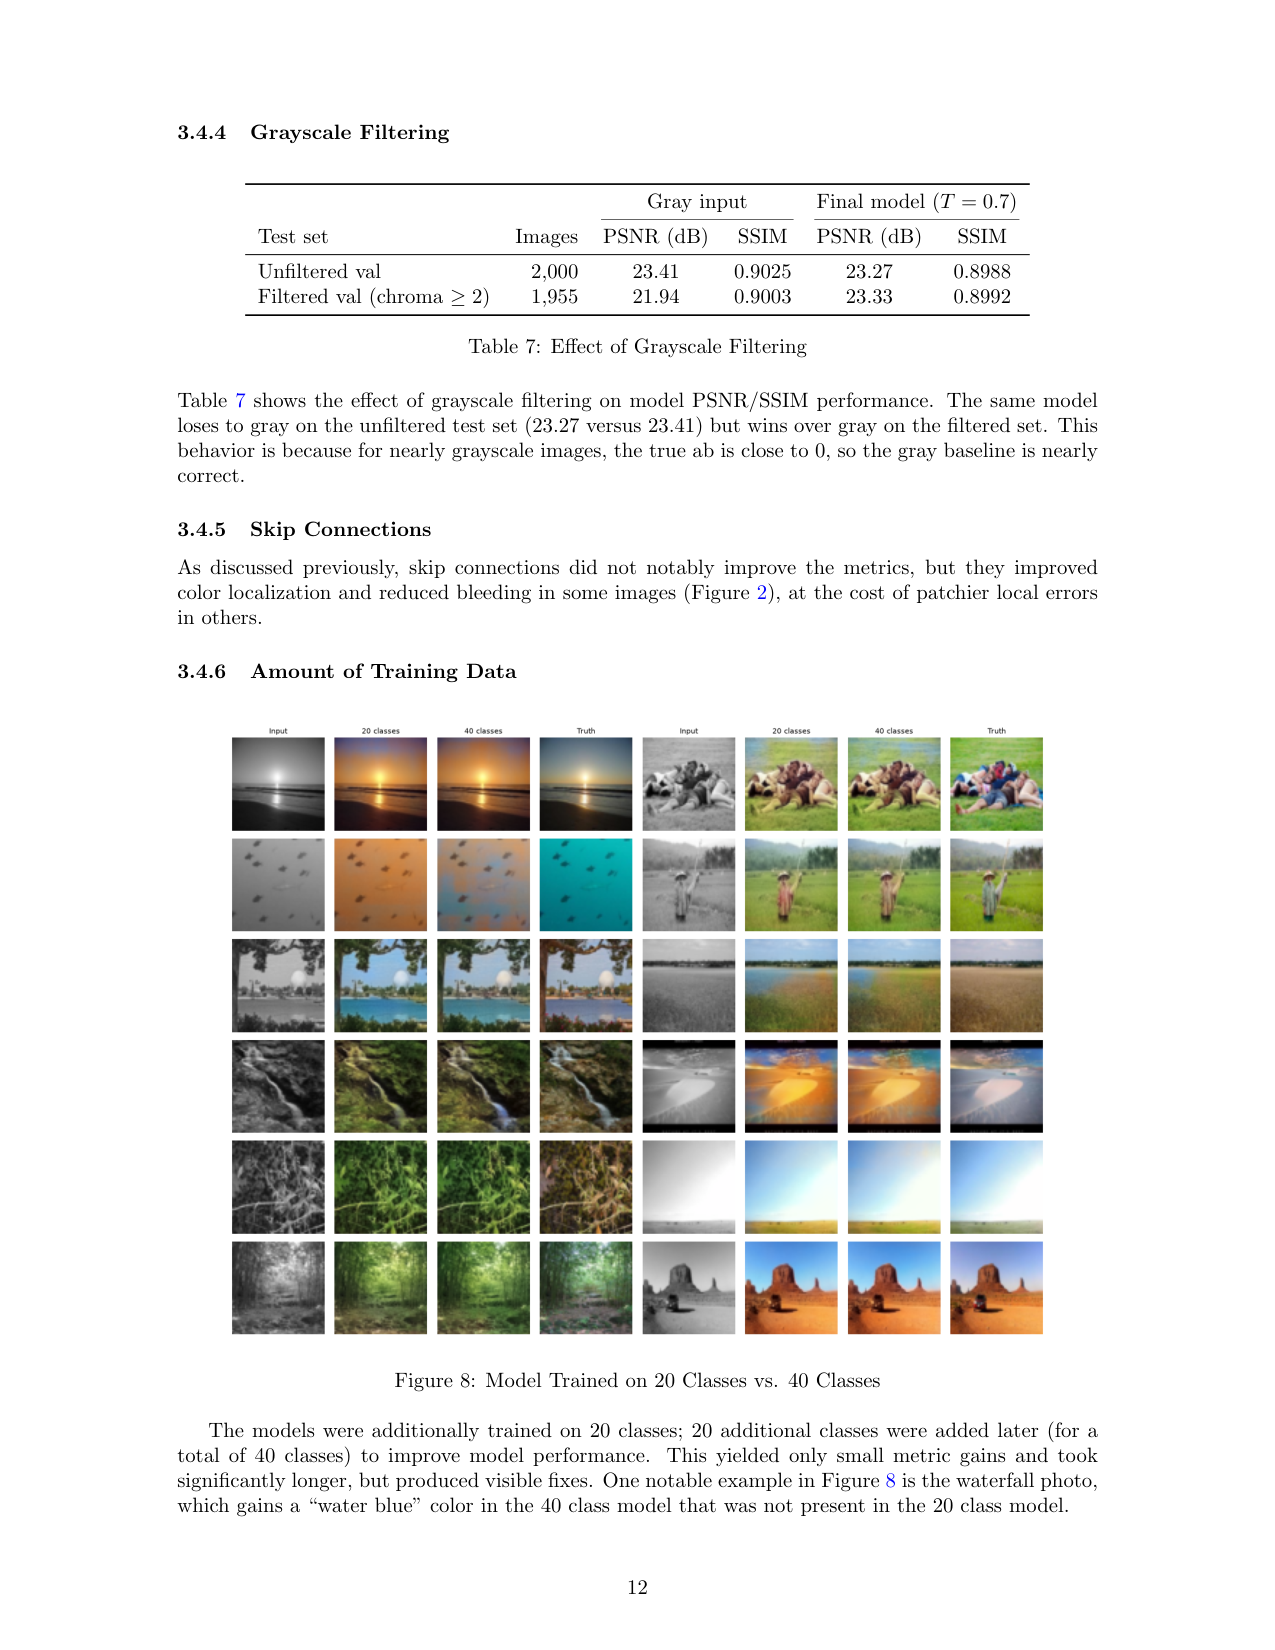 3.4.4 Grayscale Filtering
Gray input Final model (T = 0.7)
Test set Images PSNR (dB) SSIM PSNR (dB) SSIM
Unfiltered val 2,000 23.41 0.9025 23.27 0.8988
Filtered val (chroma ≥ 2) 1,955 21.94 0.9003 23.33 0.8992
Table 7: Effect of Grayscale Filtering
Table 7 shows the effect of grayscale filtering on model PSNR/SSIM performance. The same model
loses to gray on the unfiltered test set (23.27 versus 23.41) but wins over gray on the filtered set. This
behavior is because for nearly grayscale images, the true ab is close to 0, so the gray baseline is nearly
correct.
3.4.5 Skip Connections
As discussed previously, skip connections did not notably improve the metrics, but they improved
color localization and reduced bleeding in some images (Figure 2), at the cost of patchier local errors
in others.
3.4.6 Amount of Training Data
Input 20 classes 40 classes Truth Input 20 classes 40 classes Truth
Figure 8: Model Trained on 20 Classes vs. 40 Classes
The models were additionally trained on 20 classes; 20 additional classes were added later (for a
total of 40 classes) to improve model performance. This yielded only small metric gains and took
significantly longer, but produced visible fixes. One notable example in Figure 8 is the waterfall photo,
which gains a “water blue” color in the 40 class model that was not present in the 20 class model.
12